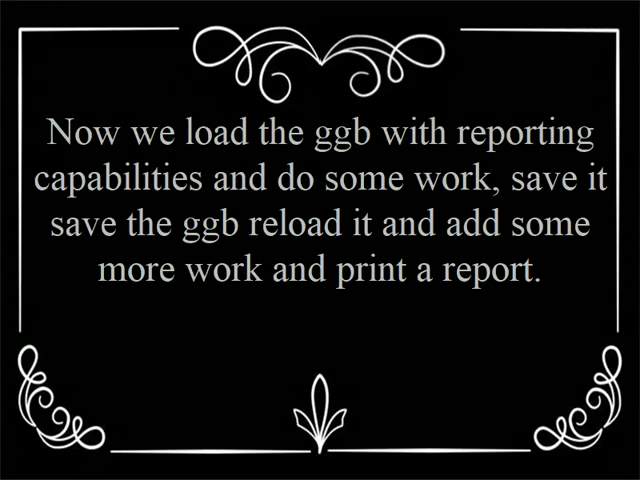 Now we load the ggb with reporting
capabilities and do some work, save it
save the ggb reload it and add some
more work and print a report.